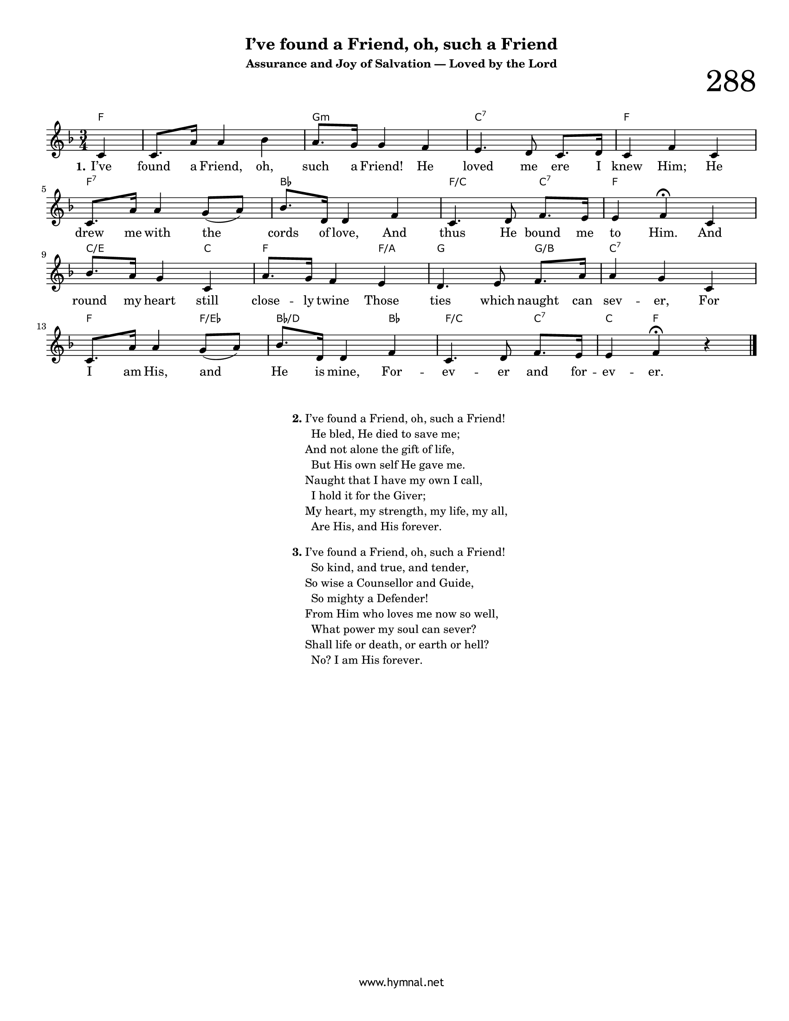 I've found a Friend, oh, such a Friend
Assurance and Joy of Salvation — Loved by the Lord
288
F Gm C7 F
3 4
1. I've found a Friend, oh, such a Friend! He loved me ere I knew Him; He
5 F7 B♭ F/C C7 F
drew me with the cords of love, And thus He bound me to Him. And
9 C/E C F F/A G G/B C7
round my heart still close - ly twine Those ties which naught can sev - er, For
13 F F/E♭ B♭/D B♭ F/C C7 C F
I am His, and He is mine, For - ev - er and for - ev - er.
2. I've found a Friend, oh, such a Friend!
He bled, He died to save me;
And not alone the gift of life,
But His own self He gave me.
Naught that I have my own I call,
I hold it for the Giver;
My heart, my strength, my life, my all,
Are His, and His forever.
3. I've found a Friend, oh, such a Friend!
So kind, and true, and tender,
So wise a Counsellor and Guide,
So mighty a Defender!
From Him who loves me now so well,
What power my soul can sever?
Shall life or death, or earth or hell?
No? I am His forever.
www.hymnal.net